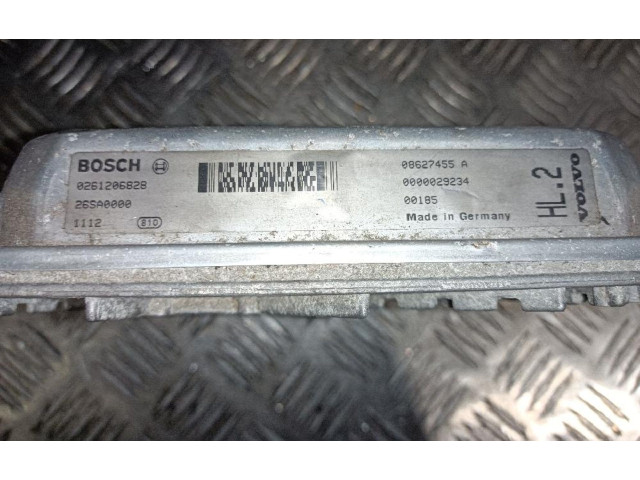 BOSCH
0261206828
26SA0000
1112 810
08627455 A
0000029234
00185
Made in Germany
HL.2
VOLVO